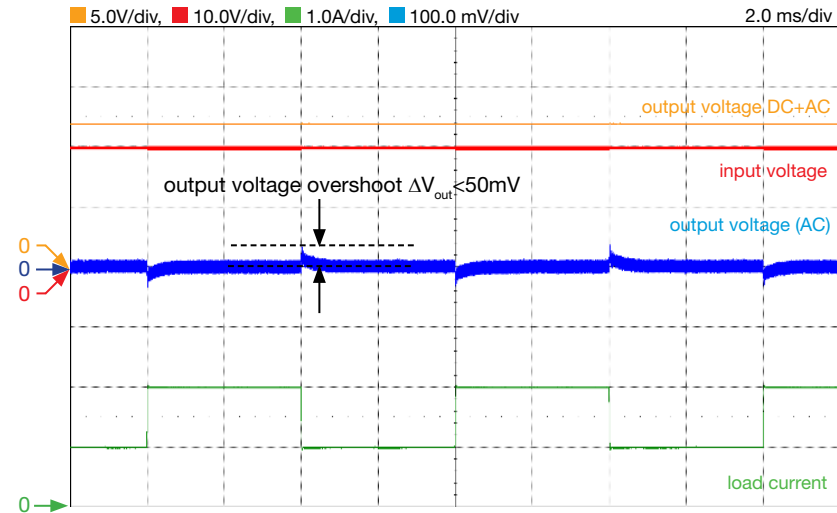 5.0V/div, 10.0V/div, 1.0A/div 100.0 mV/div 2.0 ms/div
output voltage DC+AC
input voltage
output voltage overshoot ΔVout<50mV
output voltage (AC)
0
0
0
load current
0